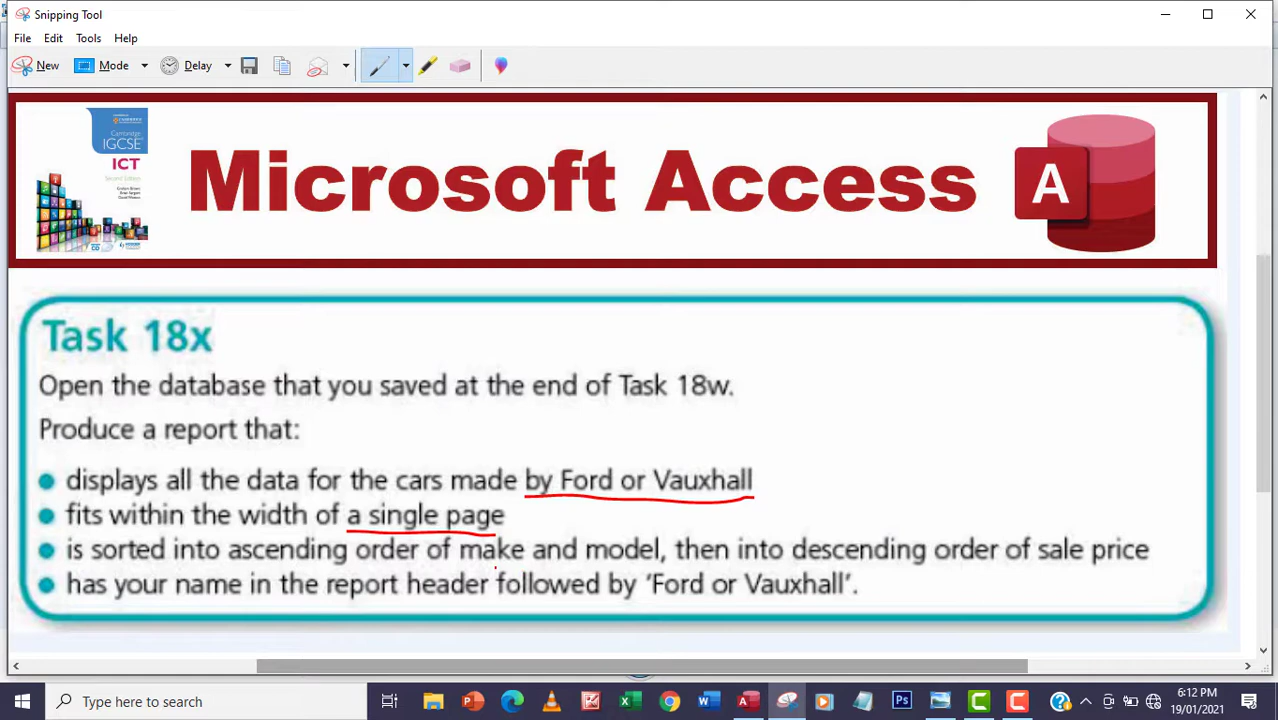 Snipping Tool
File Edit Tools Help
New Mode Delay
Cambridge
IGCSE
ICT
Second Edition
Microsoft Access
A
Task 18x
Open the database that you saved at the end of Task 18w.
Produce a report that:
displays all the data for the cars made by Ford or Vauxhall
fits within the width of a single page
is sorted into ascending order of make and model, then into descending order of sale price
has your name in the report header followed by ‘Ford or Vauxhall’.
Type here to search
6:12 PM
19/01/2021